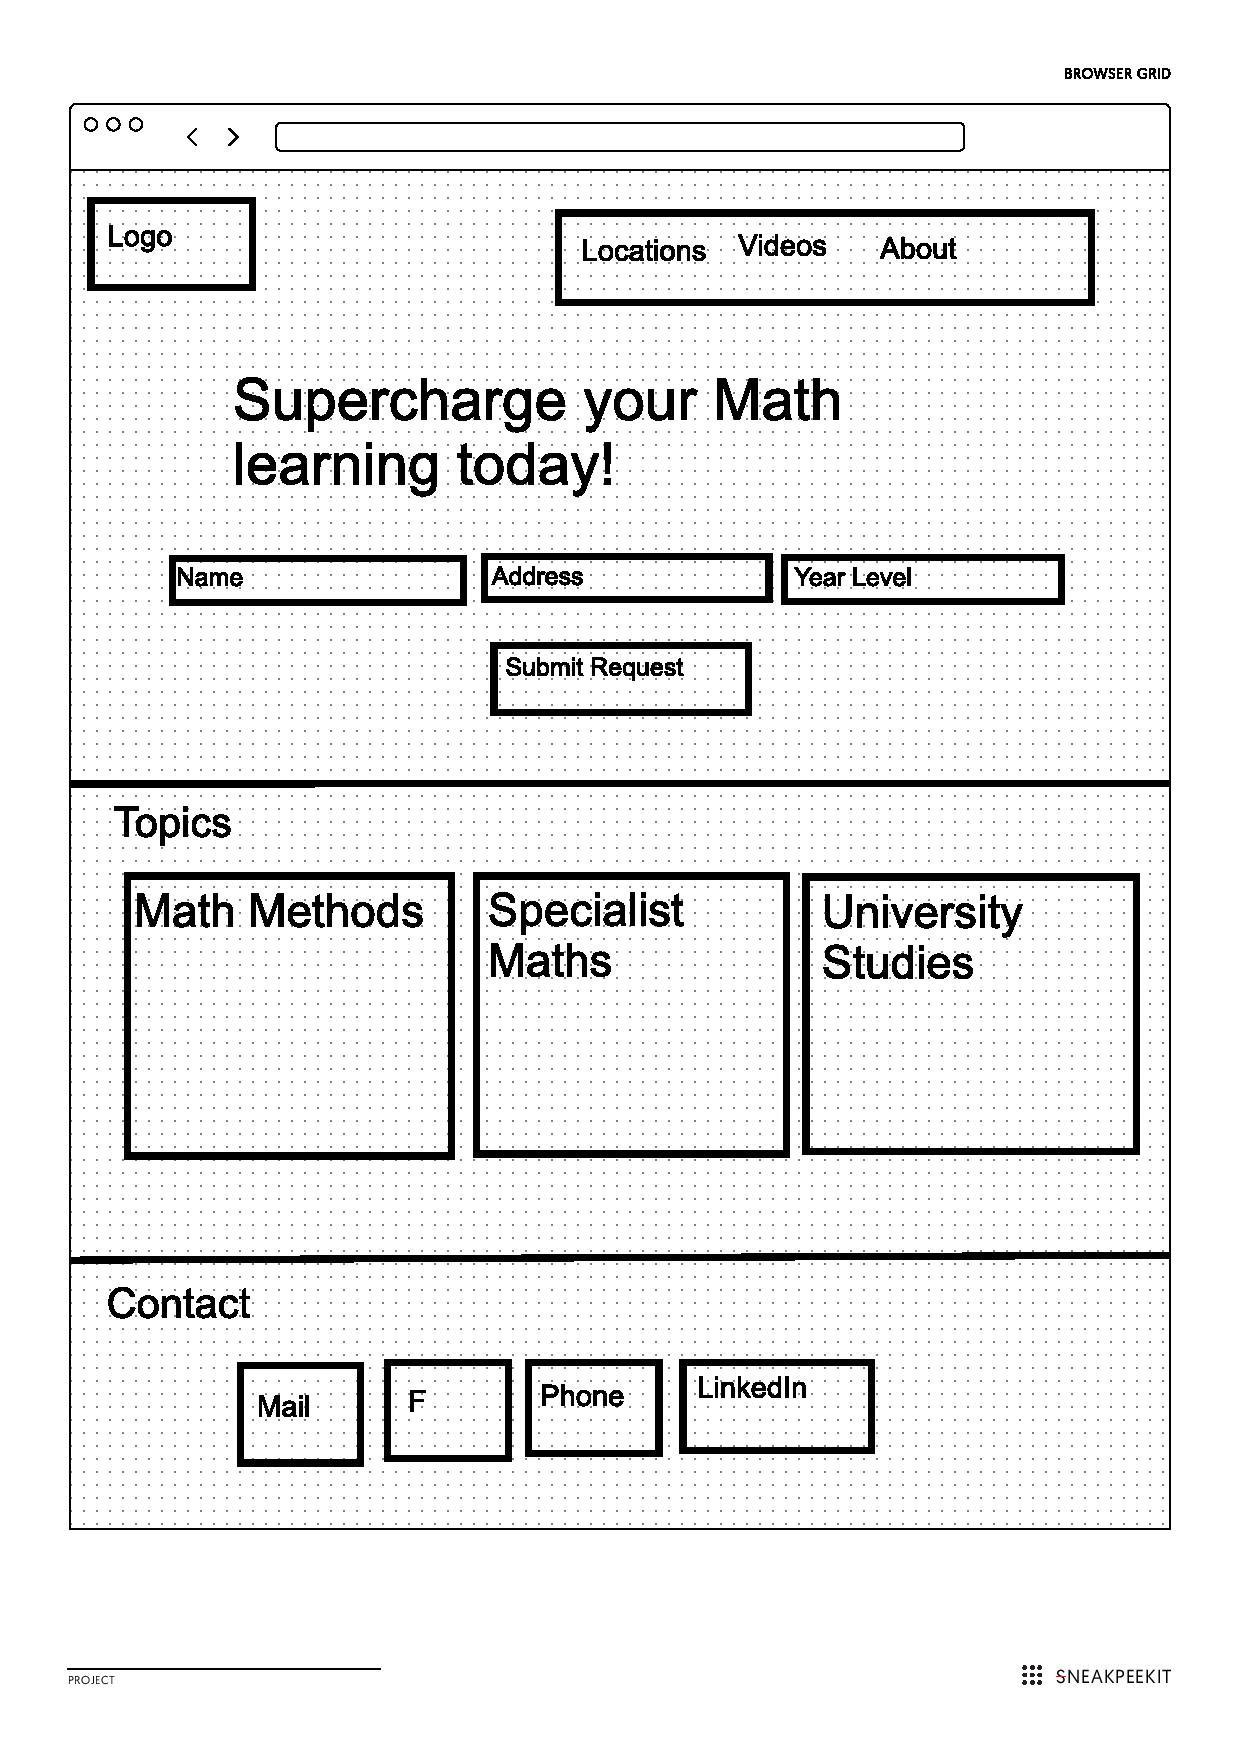 BROWSER GRID
Logo
Locations Videos About
Supercharge your Math
learning today!
Name Address Year Level
Submit Request
Topics
Math Methods
Specialist
Maths
University
Studies
Contact
Mail F Phone LinkedIn
PROJECT
SNEAKPEEKIT